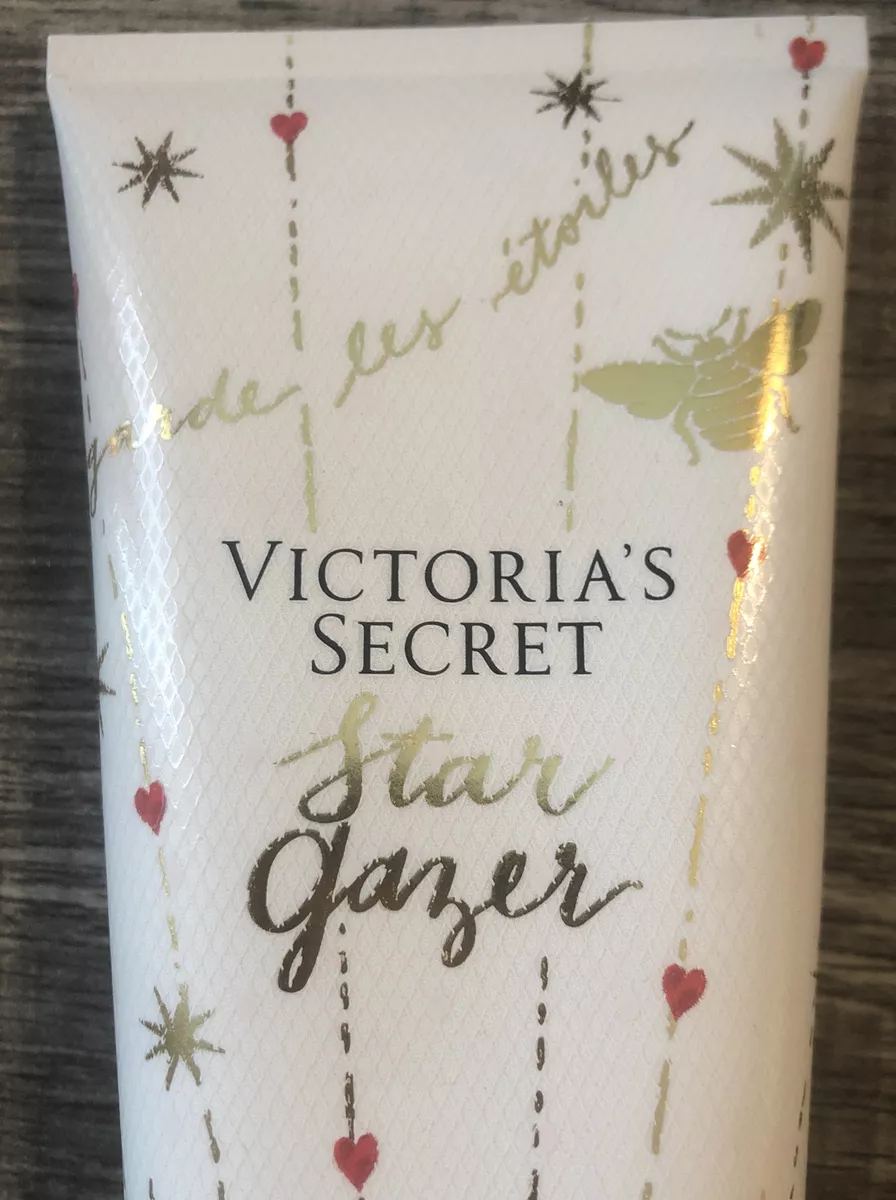 garde les étoiles
VICTORIA'S
SECRET
Star
Gazer